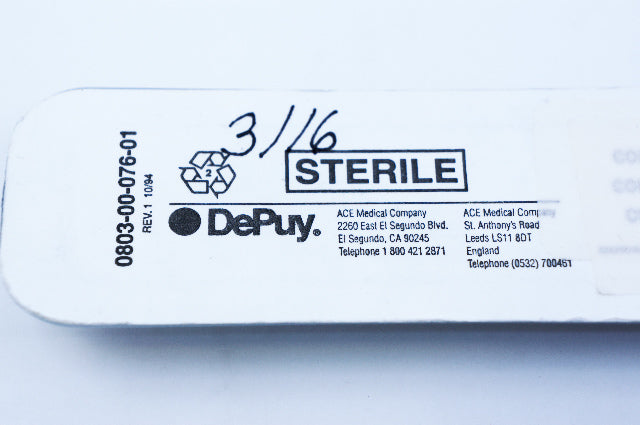 0803-00-076-01
REV. 1 10/94
3/16
2
STERILE
DePuy®
ACE Medical Company
2260 East El Segundo Blvd.
El Segundo, CA 90245
Telephone 1 800 421 2871
ACE Medical Company
St. Anthony's Road
Leeds LS11 8DT
England
Telephone (0532) 700461